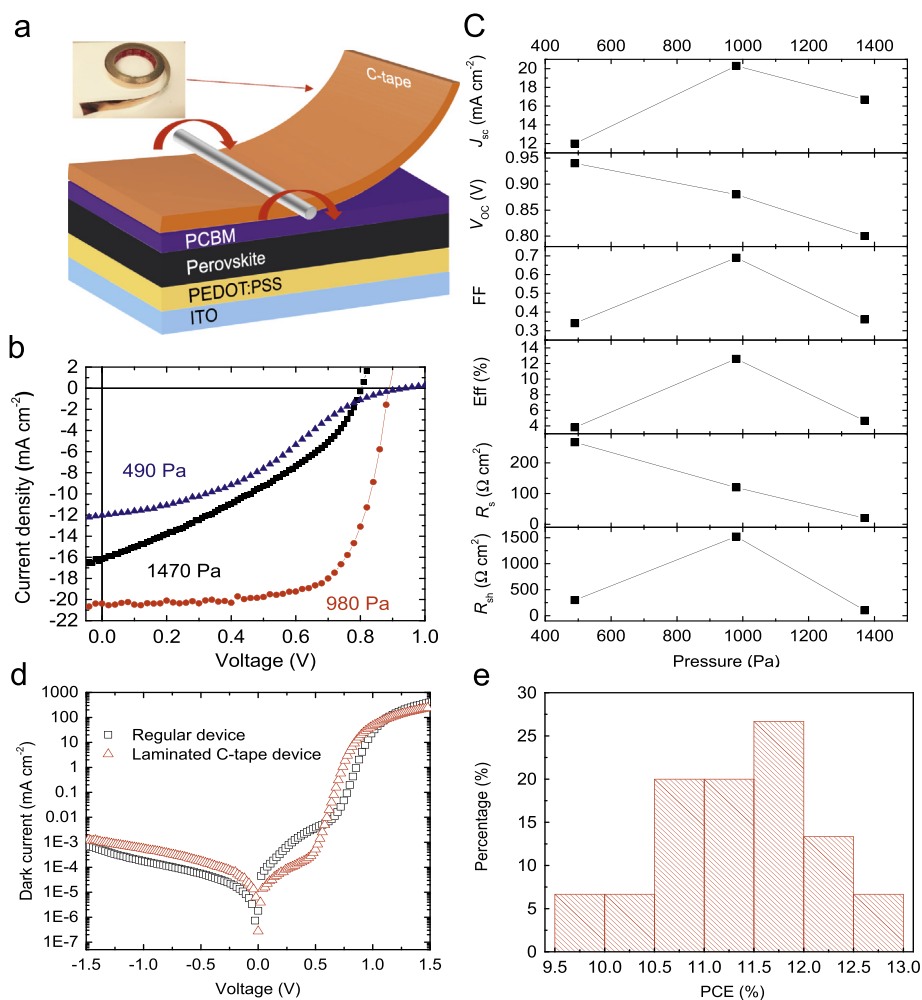 a
C-tape
PCBM
Perovskite
PEDOT:PSS
ITO
b
0
-2
-4
-6
-8
-10
-12
-14
-16
-18
-20
-22
Current density (mA cm⁻²)
490 Pa
1470 Pa
980 Pa
0.0 0.2 0.4 0.6 0.8 1.0
Voltage (V)
C
400 600 800 1000 1200 1400
20
16
12
Jsc (mA cm⁻²)
0.95
0.90
0.85
0.80
VOC (V)
0.7
0.6
0.5
0.4
0.3
FF
14
12
10
8
6
4
Eff (%)
200
100
0
Rs (Ω cm²)
1500
1000
500
0
Rsh (Ω cm²)
400 600 800 1000 1200 1400
Pressure (Pa)
d
1000
100
10
1
0.1
0.01
1E-3
1E-4
1E-5
1E-6
1E-7
Dark current (mA cm⁻²)
Regular device
Laminated C-tape device
-1.5 -1.0 -0.5 0.0 0.5 1.0 1.5
Voltage (V)
e
30
25
20
15
10
5
0
Percentage (%)
9.5 10.0 10.5 11.0 11.5 12.0 12.5 13.0
PCE (%)